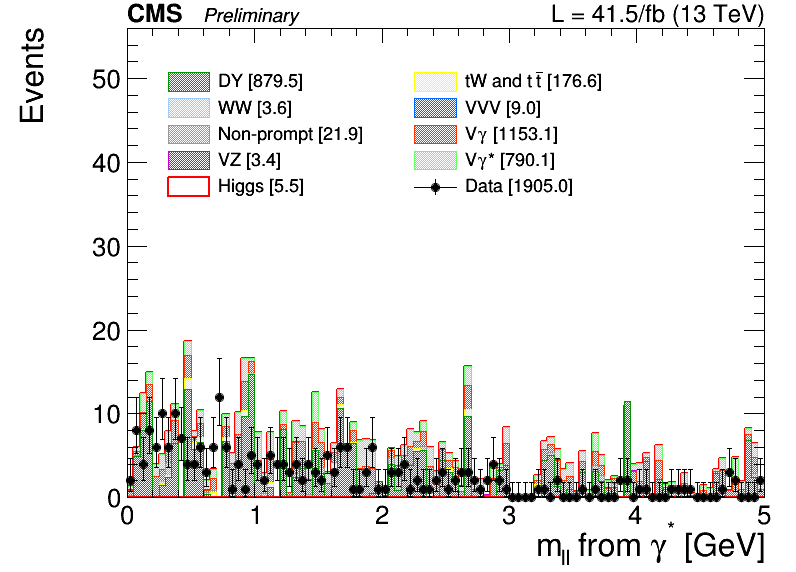 CMS Preliminary L = 41.5/fb (13 TeV)
Events
50
40
30
20
10
0
DY [879.5]
WW [3.6]
Non-prompt [21.9]
VZ [3.4]
Higgs [5.5]
tW and tt̄ [176.6]
VVV [9.0]
Vγ [1153.1]
Vγ* [790.1]
Data [1905.0]
0 1 2 3 4 5
m_ll from γ* [GeV]